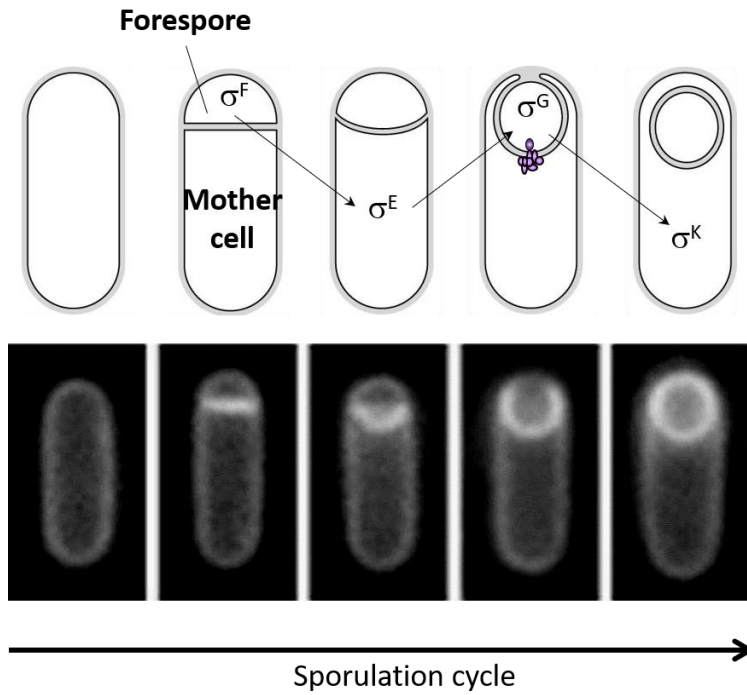 Forespore
σF
σG
Mother
cell
σE
σK
Sporulation cycle